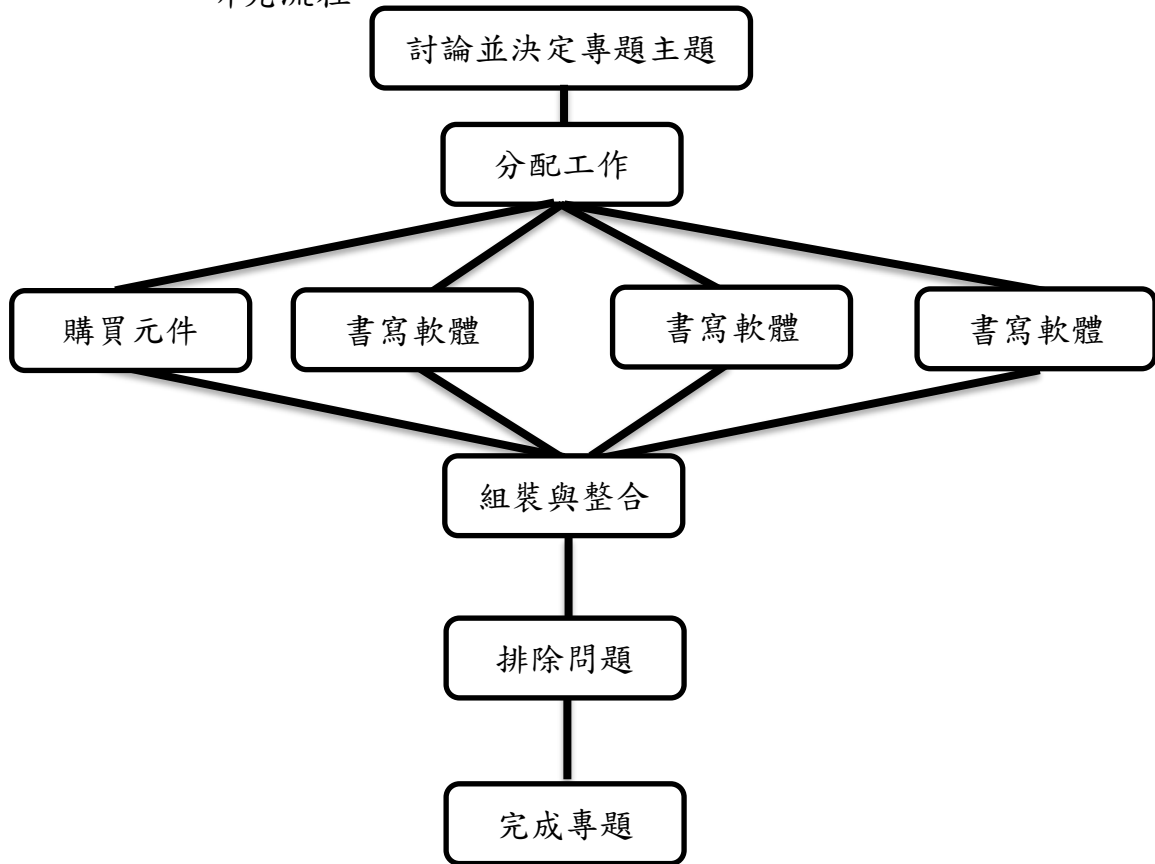 討論並決定專題主題
分配工作
購買元件
書寫軟體
書寫軟體
書寫軟體
組裝與整合
排除問題
完成專題